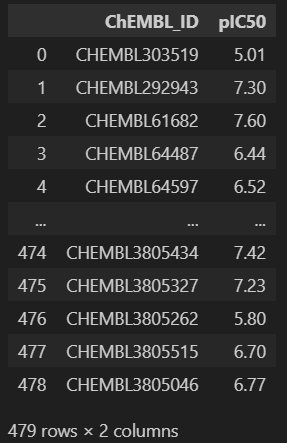 ChEMBL_ID pIC50
0 CHEMBL303519 5.01
1 CHEMBL292943 7.30
2 CHEMBL61682 7.60
3 CHEMBL64487 6.44
4 CHEMBL64597 6.52
... ... ...
474 CHEMBL3805434 7.42
475 CHEMBL3805327 7.23
476 CHEMBL3805262 5.80
477 CHEMBL3805515 6.70
478 CHEMBL3805046 6.77
479 rows × 2 columns